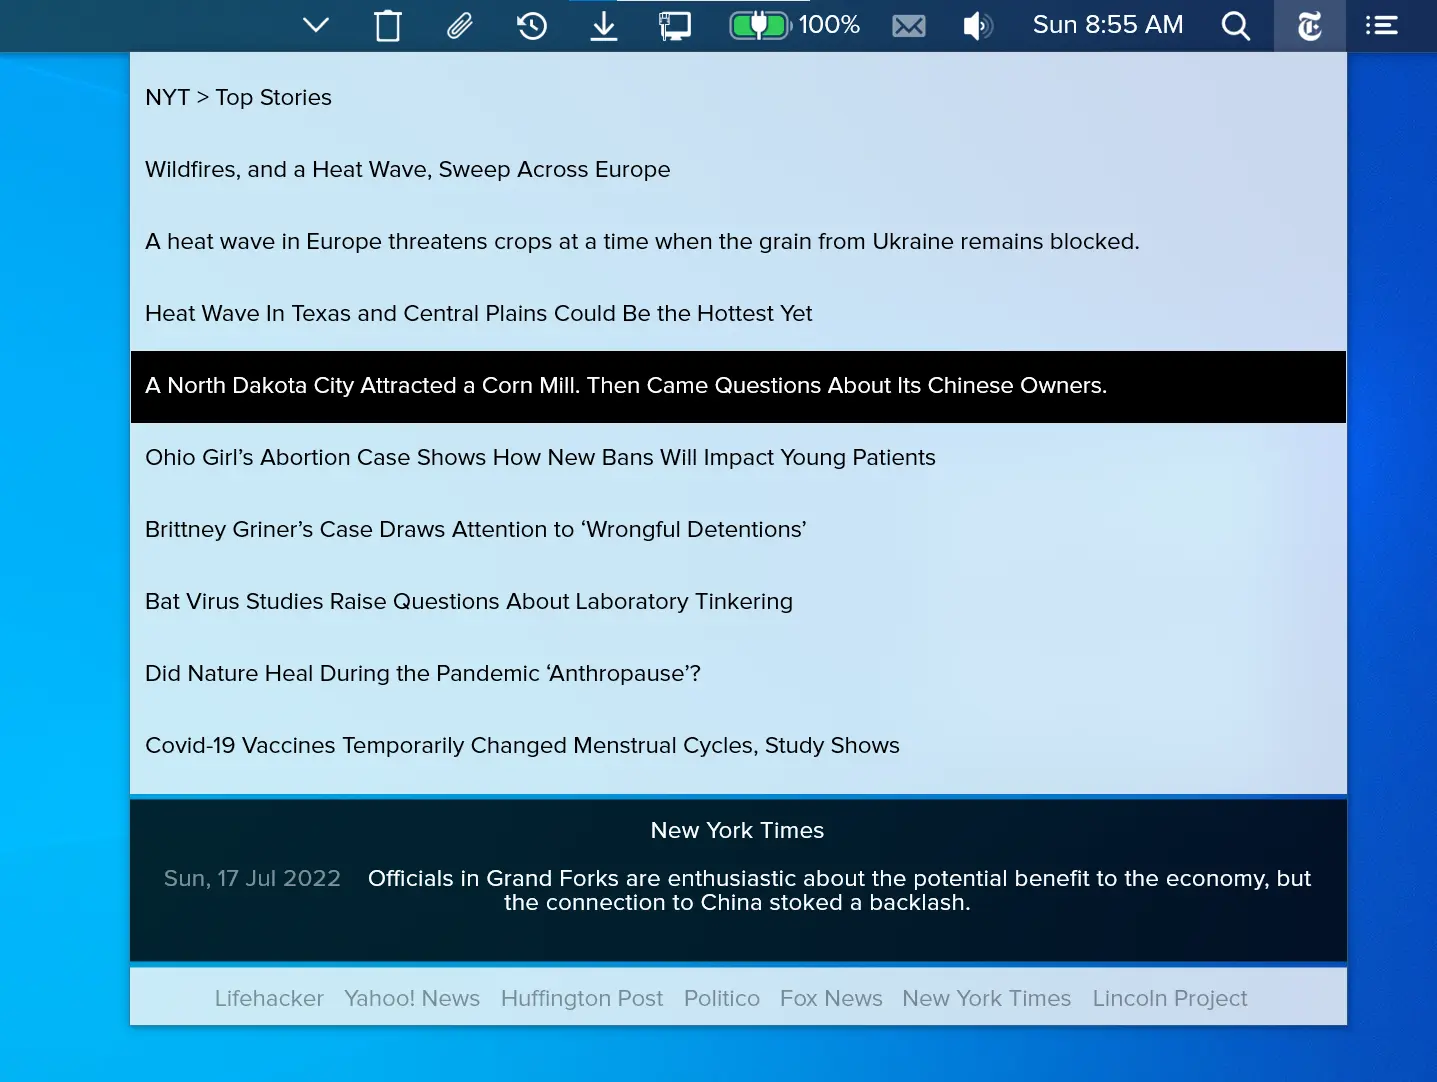 100%
Sun 8:55 AM
NYT > Top Stories
Wildfires, and a Heat Wave, Sweep Across Europe
A heat wave in Europe threatens crops at a time when the grain from Ukraine remains blocked.
Heat Wave In Texas and Central Plains Could Be the Hottest Yet
A North Dakota City Attracted a Corn Mill. Then Came Questions About Its Chinese Owners.
Ohio Girl’s Abortion Case Shows How New Bans Will Impact Young Patients
Brittney Griner’s Case Draws Attention to ‘Wrongful Detentions’
Bat Virus Studies Raise Questions About Laboratory Tinkering
Did Nature Heal During the Pandemic ‘Anthropause’?
Covid-19 Vaccines Temporarily Changed Menstrual Cycles, Study Shows
New York Times
Sun, 17 Jul 2022 Officials in Grand Forks are enthusiastic about the potential benefit to the economy, but
the connection to China stoked a backlash.
Lifehacker Yahoo! News Huffington Post Politico Fox News New York Times Lincoln Project